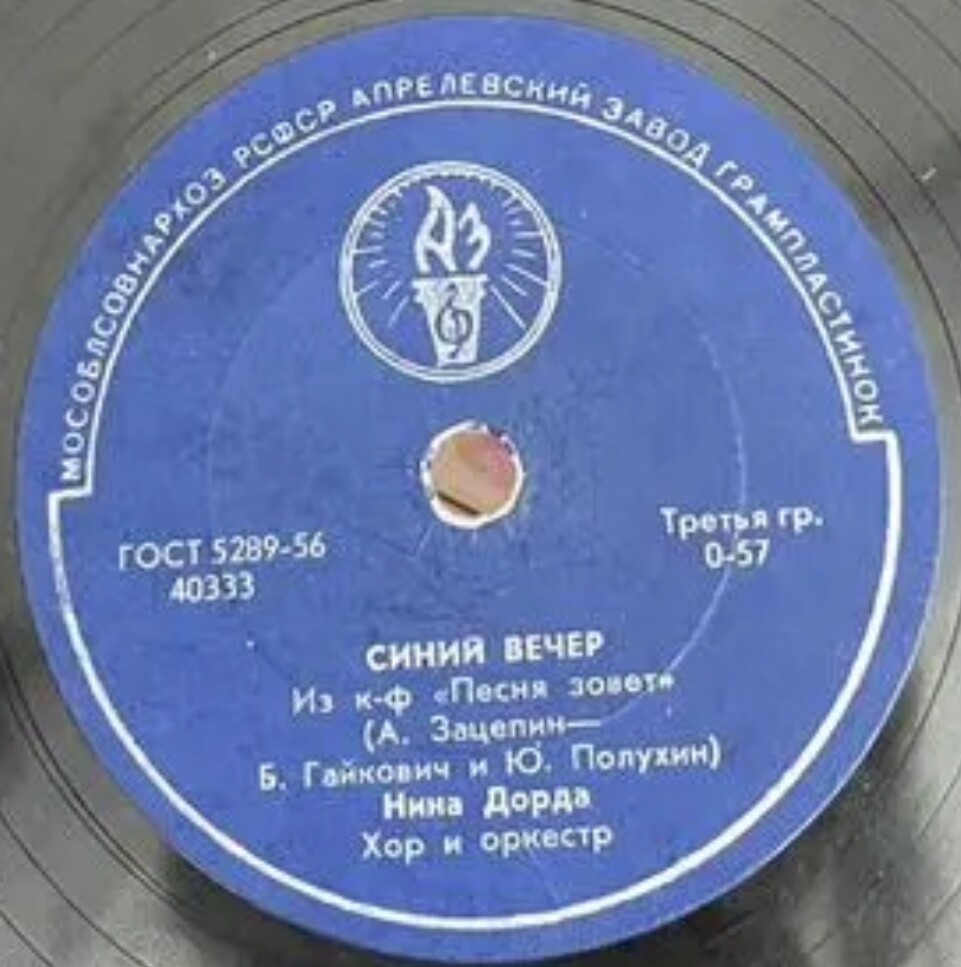 МОСОБЛСОВНАРХОЗ РСФСР АПРЕЛЕВСКИЙ ЗАВОД ГРАМПЛАСТИНОК
АЗ
ГОСТ 5289-56
40333
Третья гр.
0-57
СИНИЙ ВЕЧЕР
Из к-ф «Песня зовет»
(А. Зацепин—
Б. Гайкович и Ю. Полухин)
Нина Дорда
Хор и оркестр